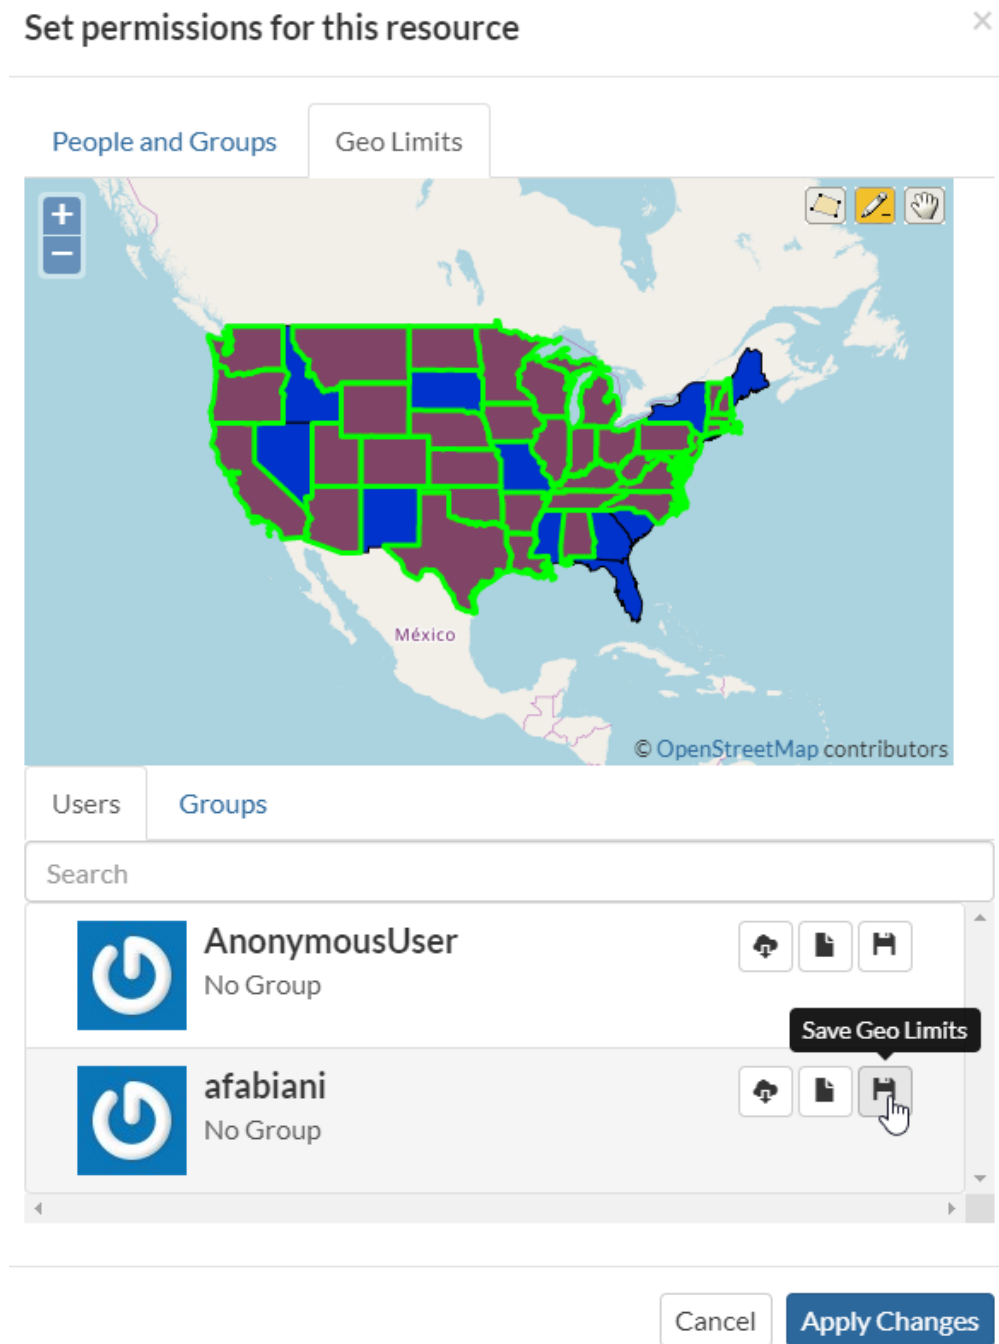 Set permissions for this resource
×
People and Groups
Geo Limits
+
−
México
© OpenStreetMap contributors
Users
Groups
Search
AnonymousUser
No Group
Save Geo Limits
afabiani
No Group
Cancel
Apply Changes